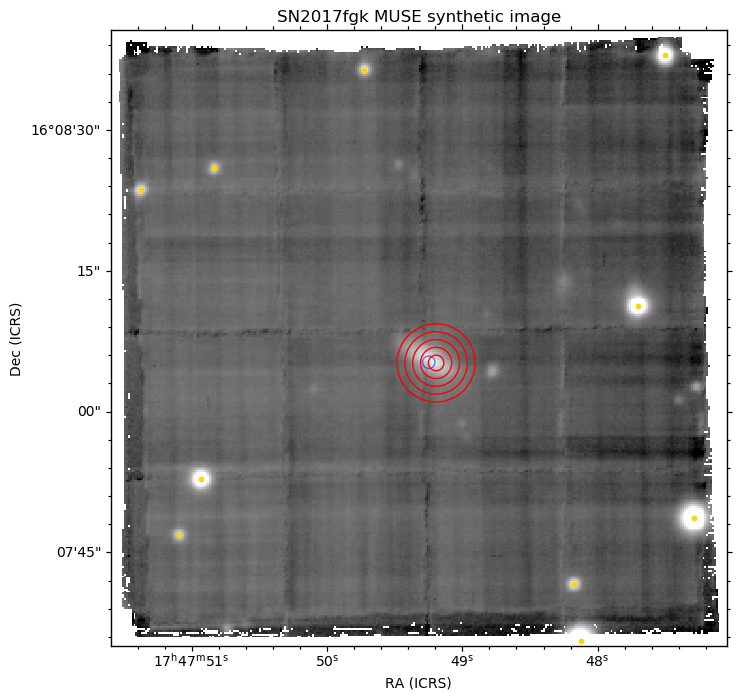 SN2017fgk MUSE synthetic image
16°08'30"
15"
00"
07'45"
Dec (ICRS)
17ʰ47ᵐ51ˢ
50ˢ
49ˢ
48ˢ
RA (ICRS)